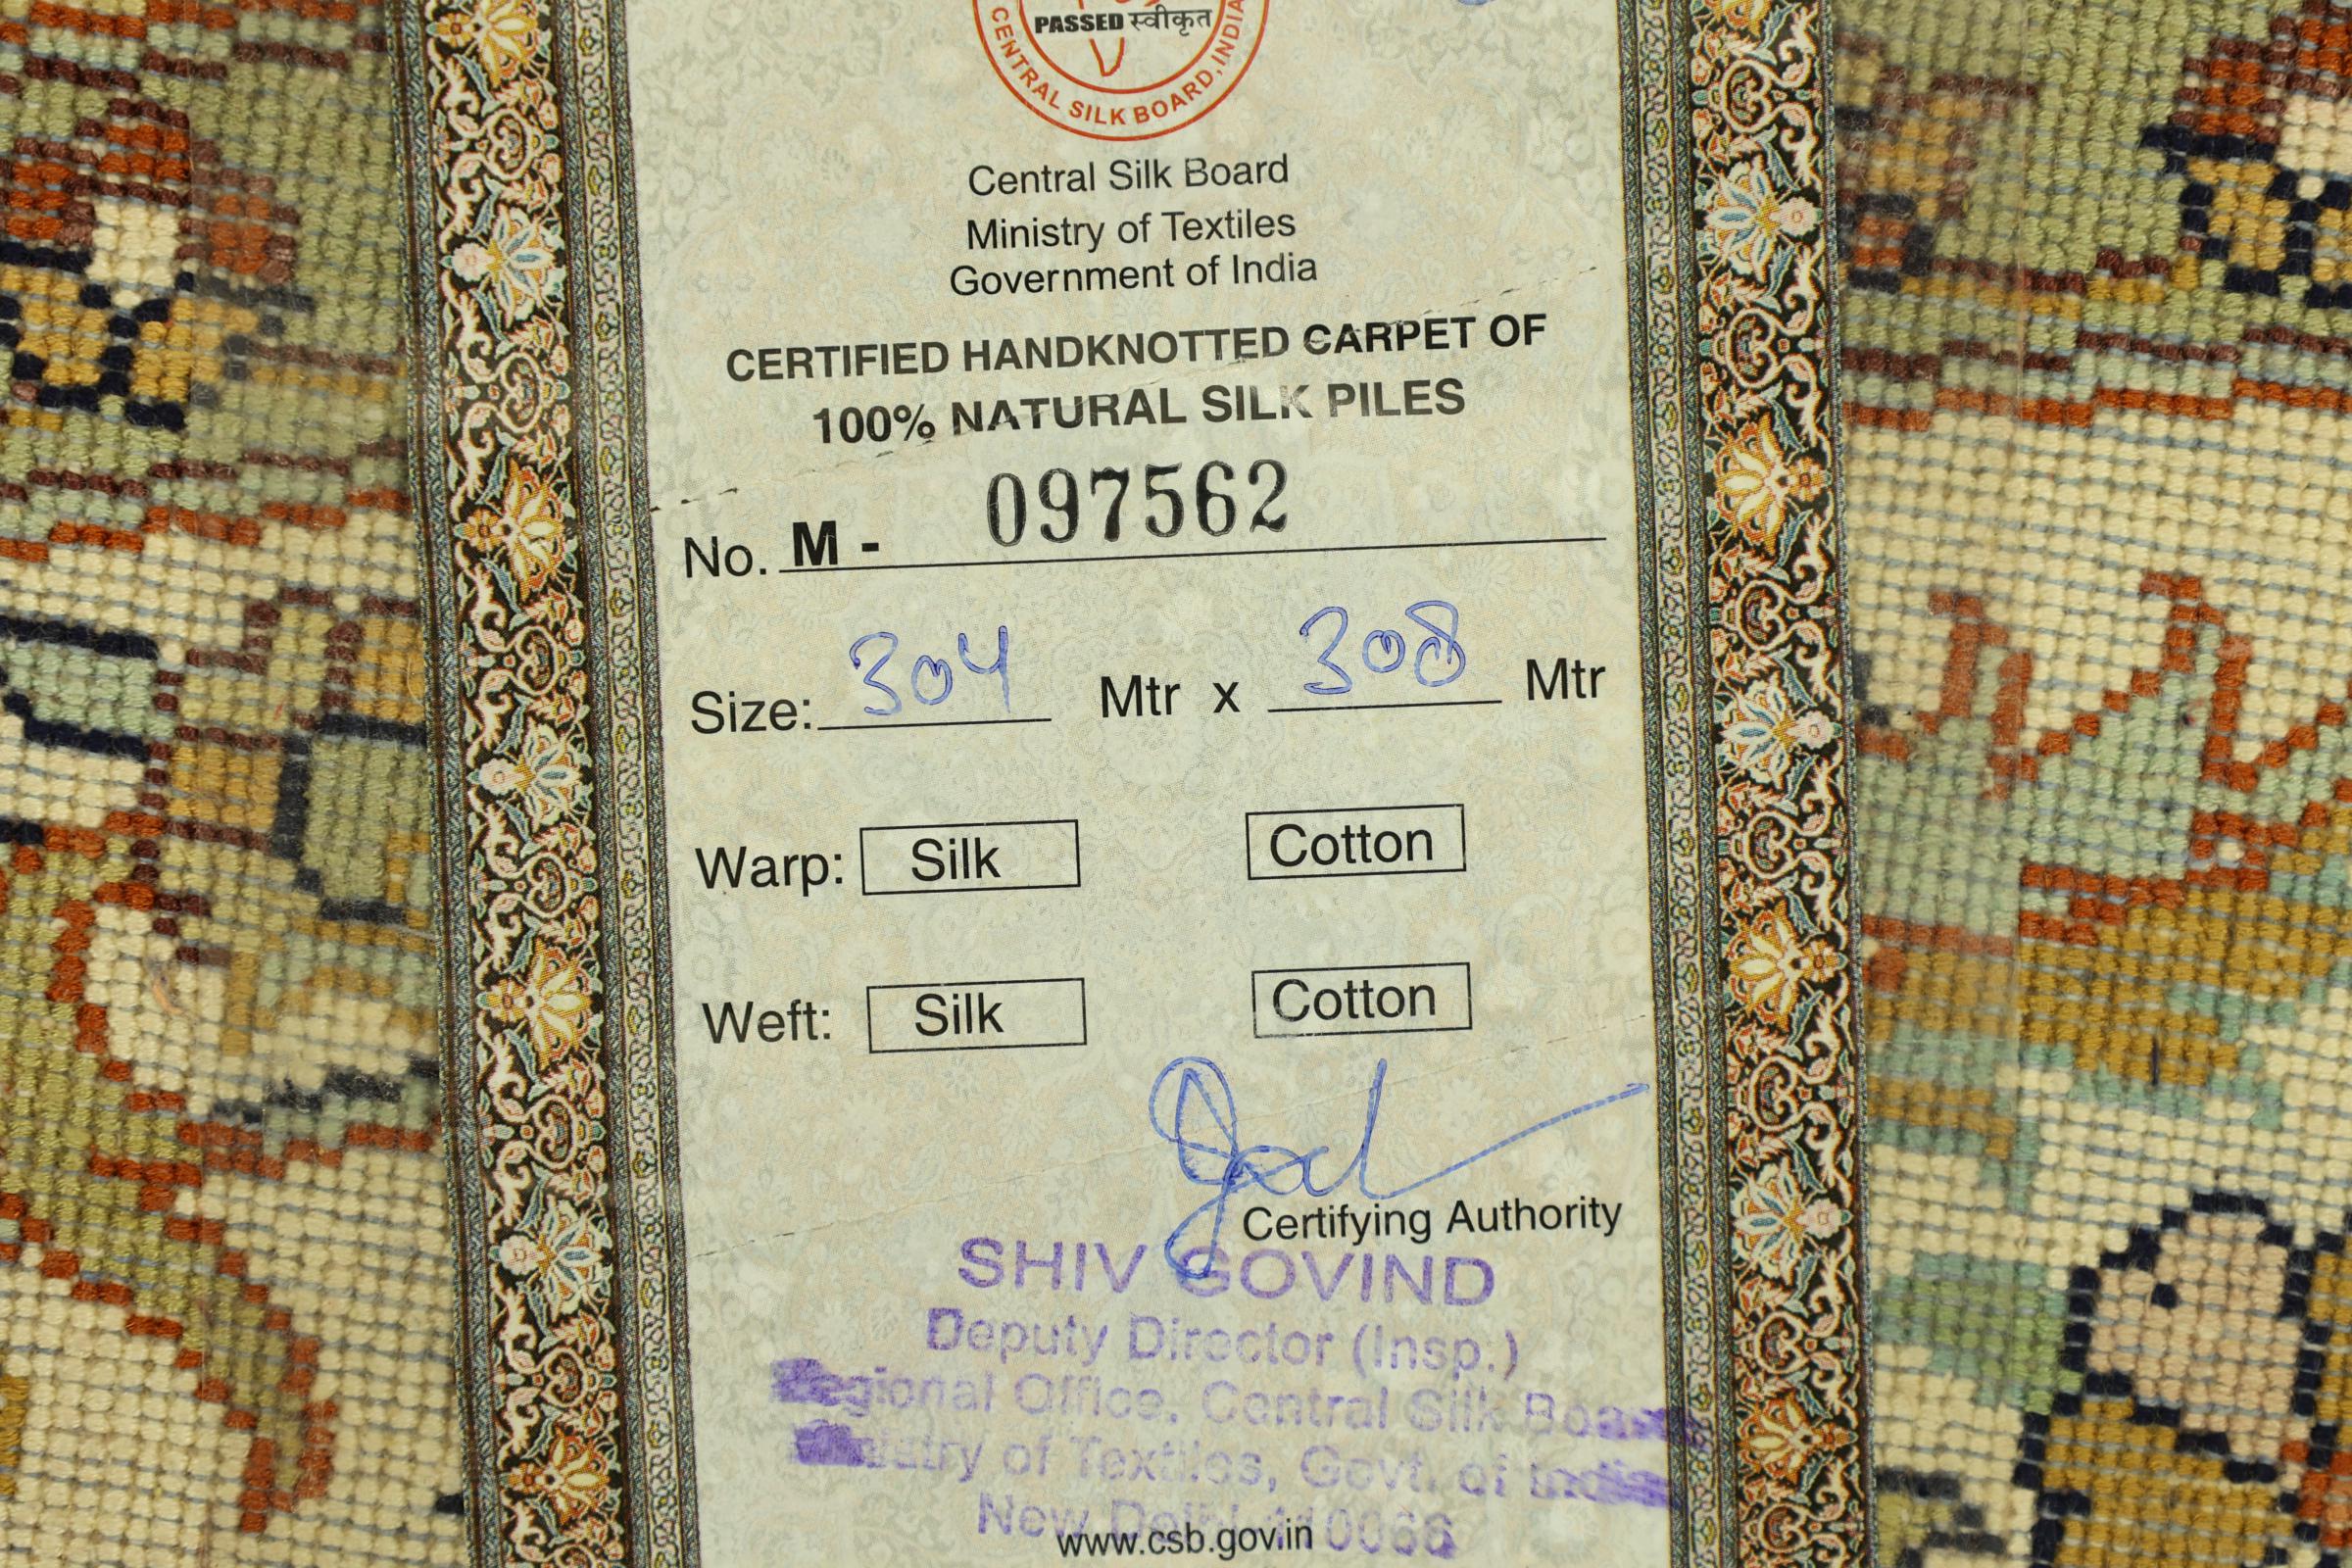 PASSED स्वीकृत
CENTRAL SILK BOARD, INDIA
Central Silk Board
Ministry of Textiles
Government of India
CERTIFIED HANDKNOTTED CARPET OF
100% NATURAL SILK PILES
No. M - 097562
Size: 304 Mtr x 308 Mtr
Warp: Silk Cotton
Weft: Silk Cotton
Certifying Authority
SHIV GOVIND
Deputy Director (Insp.)
Regional Office, Central Silk Board
Ministry of Textiles, Govt. of India
New Delhi 110066
www.csb.gov.in